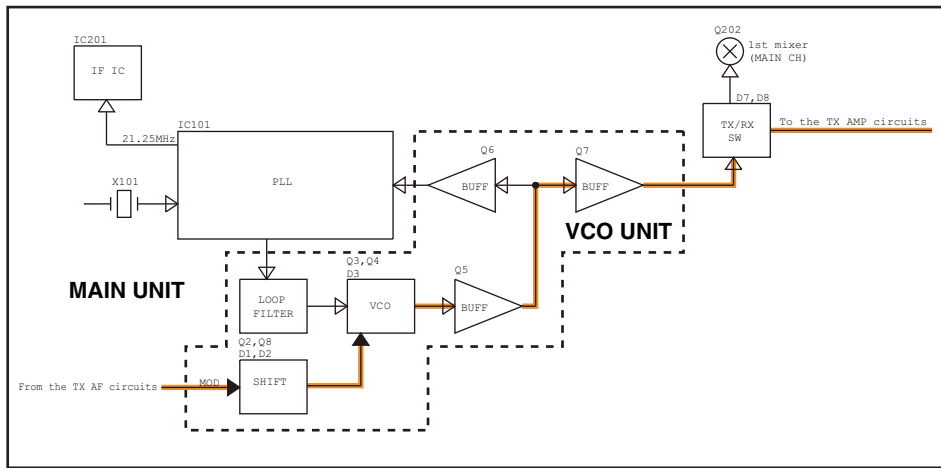 IC201
IF IC
Q202
1st mixer
(MAIN CH)
D7,D8
TX/RX
SW
To the TX AMP circuits
IC101
21.25MHz
PLL
X101
Q6
BUFF
Q7
BUFF
VCO UNIT
MAIN UNIT
LOOP
FILTER
Q3,Q4
D3
VCO
Q5
BUFF
Q2,Q8
D1,D2
From the TX AF circuits
MOD
SHIFT